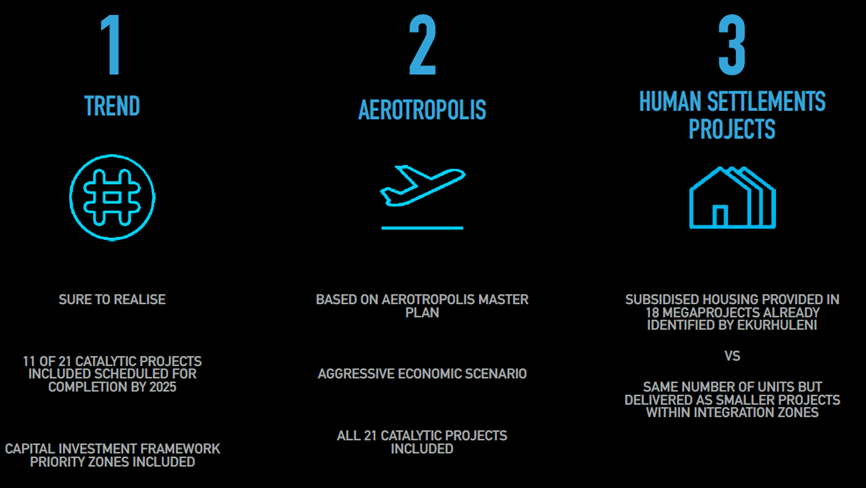 1
TREND
SURE TO REALISE
11 OF 21 CATALYTIC PROJECTS
INCLUDED SCHEDULED FOR
COMPLETION BY 2025
CAPITAL INVESTMENT FRAMEWORK
PRIORITY ZONES INCLUDED
2
AEROTROPOLIS
BASED ON AEROTROPOLIS MASTER
PLAN
AGGRESSIVE ECONOMIC SCENARIO
ALL 21 CATALYTIC PROJECTS
INCLUDED
3
HUMAN SETTLEMENTS
PROJECTS
SUBSIDISED HOUSING PROVIDED IN
18 MEGAPROJECTS ALREADY
IDENTIFIED BY EKURHULENI
VS
SAME NUMBER OF UNITS BUT
DELIVERED AS SMALLER PROJECTS
WITHIN INTEGRATION ZONES